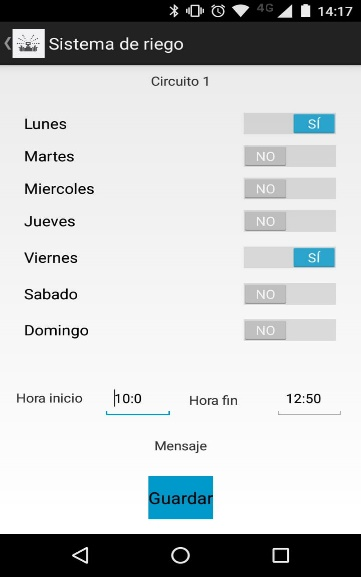 4G 14:17
Sistema de riego
Circuito 1
Lunes SÍ
Martes NO
Miercoles NO
Jueves NO
Viernes SÍ
Sabado NO
Domingo NO
Hora inicio 10:0 Hora fin 12:50
Mensaje
Guardar